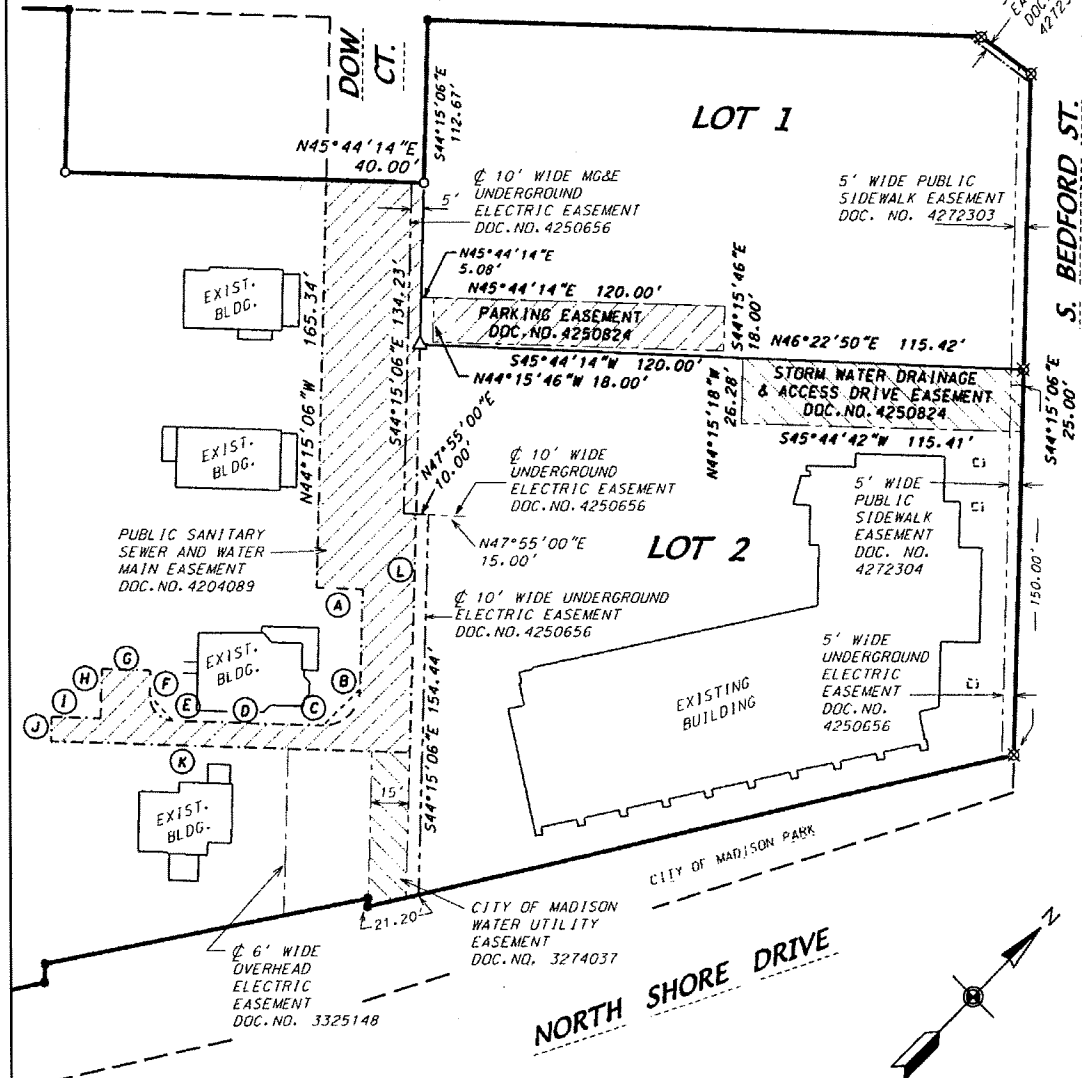 DOW
CT.
EA
DOC.
LOT 1
S. BEDFORD ST.
S44°15'06"E
112.67'
N45°44'14"E
40.00'
₵ 10' WIDE MG&E
UNDERGROUND
ELECTRIC EASEMENT
DOC.NO.4250656
5'
5' WIDE PUBLIC
SIDEWALK EASEMENT
DOC. NO. 4272303
N45°44'14"E
5.08'
N45°44'14"E 120.00'
S44°15'46"E
18.00'
PARKING EASEMENT
DOC.NO.4250824
EXIST.
BLDG.
165.34'
N44°15'06"W
S44°15'06"E 134.23'
S45°44'14"W 120.00'
N44°15'46"W 18.00'
N46°22'50"E 115.42'
STORM WATER DRAINAGE
& ACCESS DRIVE EASEMENT
DOC.NO.4250824
N44°15'18"W
26.28'
S45°44'42"W 115.41'
S44°15'06"E
25.00'
EXIST.
BLDG.
N47°55'00"E
10.00'
₵ 10' WIDE
UNDERGROUND
ELECTRIC EASEMENT
DOC.NO.4250656
N47°55'00"E
15.00'
5' WIDE
PUBLIC
SIDEWALK
EASEMENT
DOC. NO.
4272304
PUBLIC SANITARY
SEWER AND WATER
MAIN EASEMENT
DOC.NO.4204089
LOT 2
L
A
₵ 10' WIDE UNDERGROUND
ELECTRIC EASEMENT
DOC.NO.4250656
150.00'
EXIST.
BLDG.
G
H
F
I
E
D
C
B
J
K
5' WIDE
UNDERGROUND
ELECTRIC
EASEMENT
DOC.NO.
4250656
EXISTING
BUILDING
S44°15'06"E 154.44'
15'
EXIST.
BLDG.
CITY OF MADISON PARK
21.20'
CITY OF MADISON
WATER UTILITY
EASEMENT
DOC.NO. 3274037
₵ 6' WIDE
OVERHEAD
ELECTRIC
EASEMENT
DOC.NO. 3325148
NORTH SHORE DRIVE
N